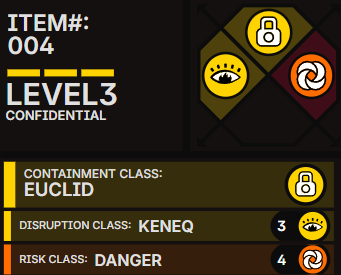 ITEM#:
004
LEVEL3
CONFIDENTIAL
CONTAINMENT CLASS:
EUCLID
DISRUPTION CLASS: KENEQ 3
RISK CLASS: DANGER 4